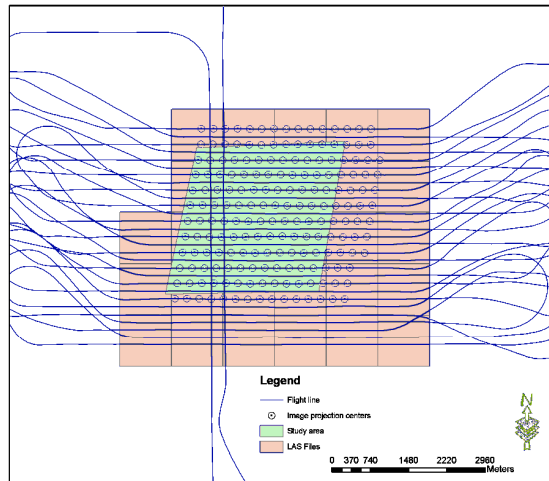 Legend
Flight line
Image projection centers
Study area
LAS Files
N
0 370 740 1480 2220 2960
Meters